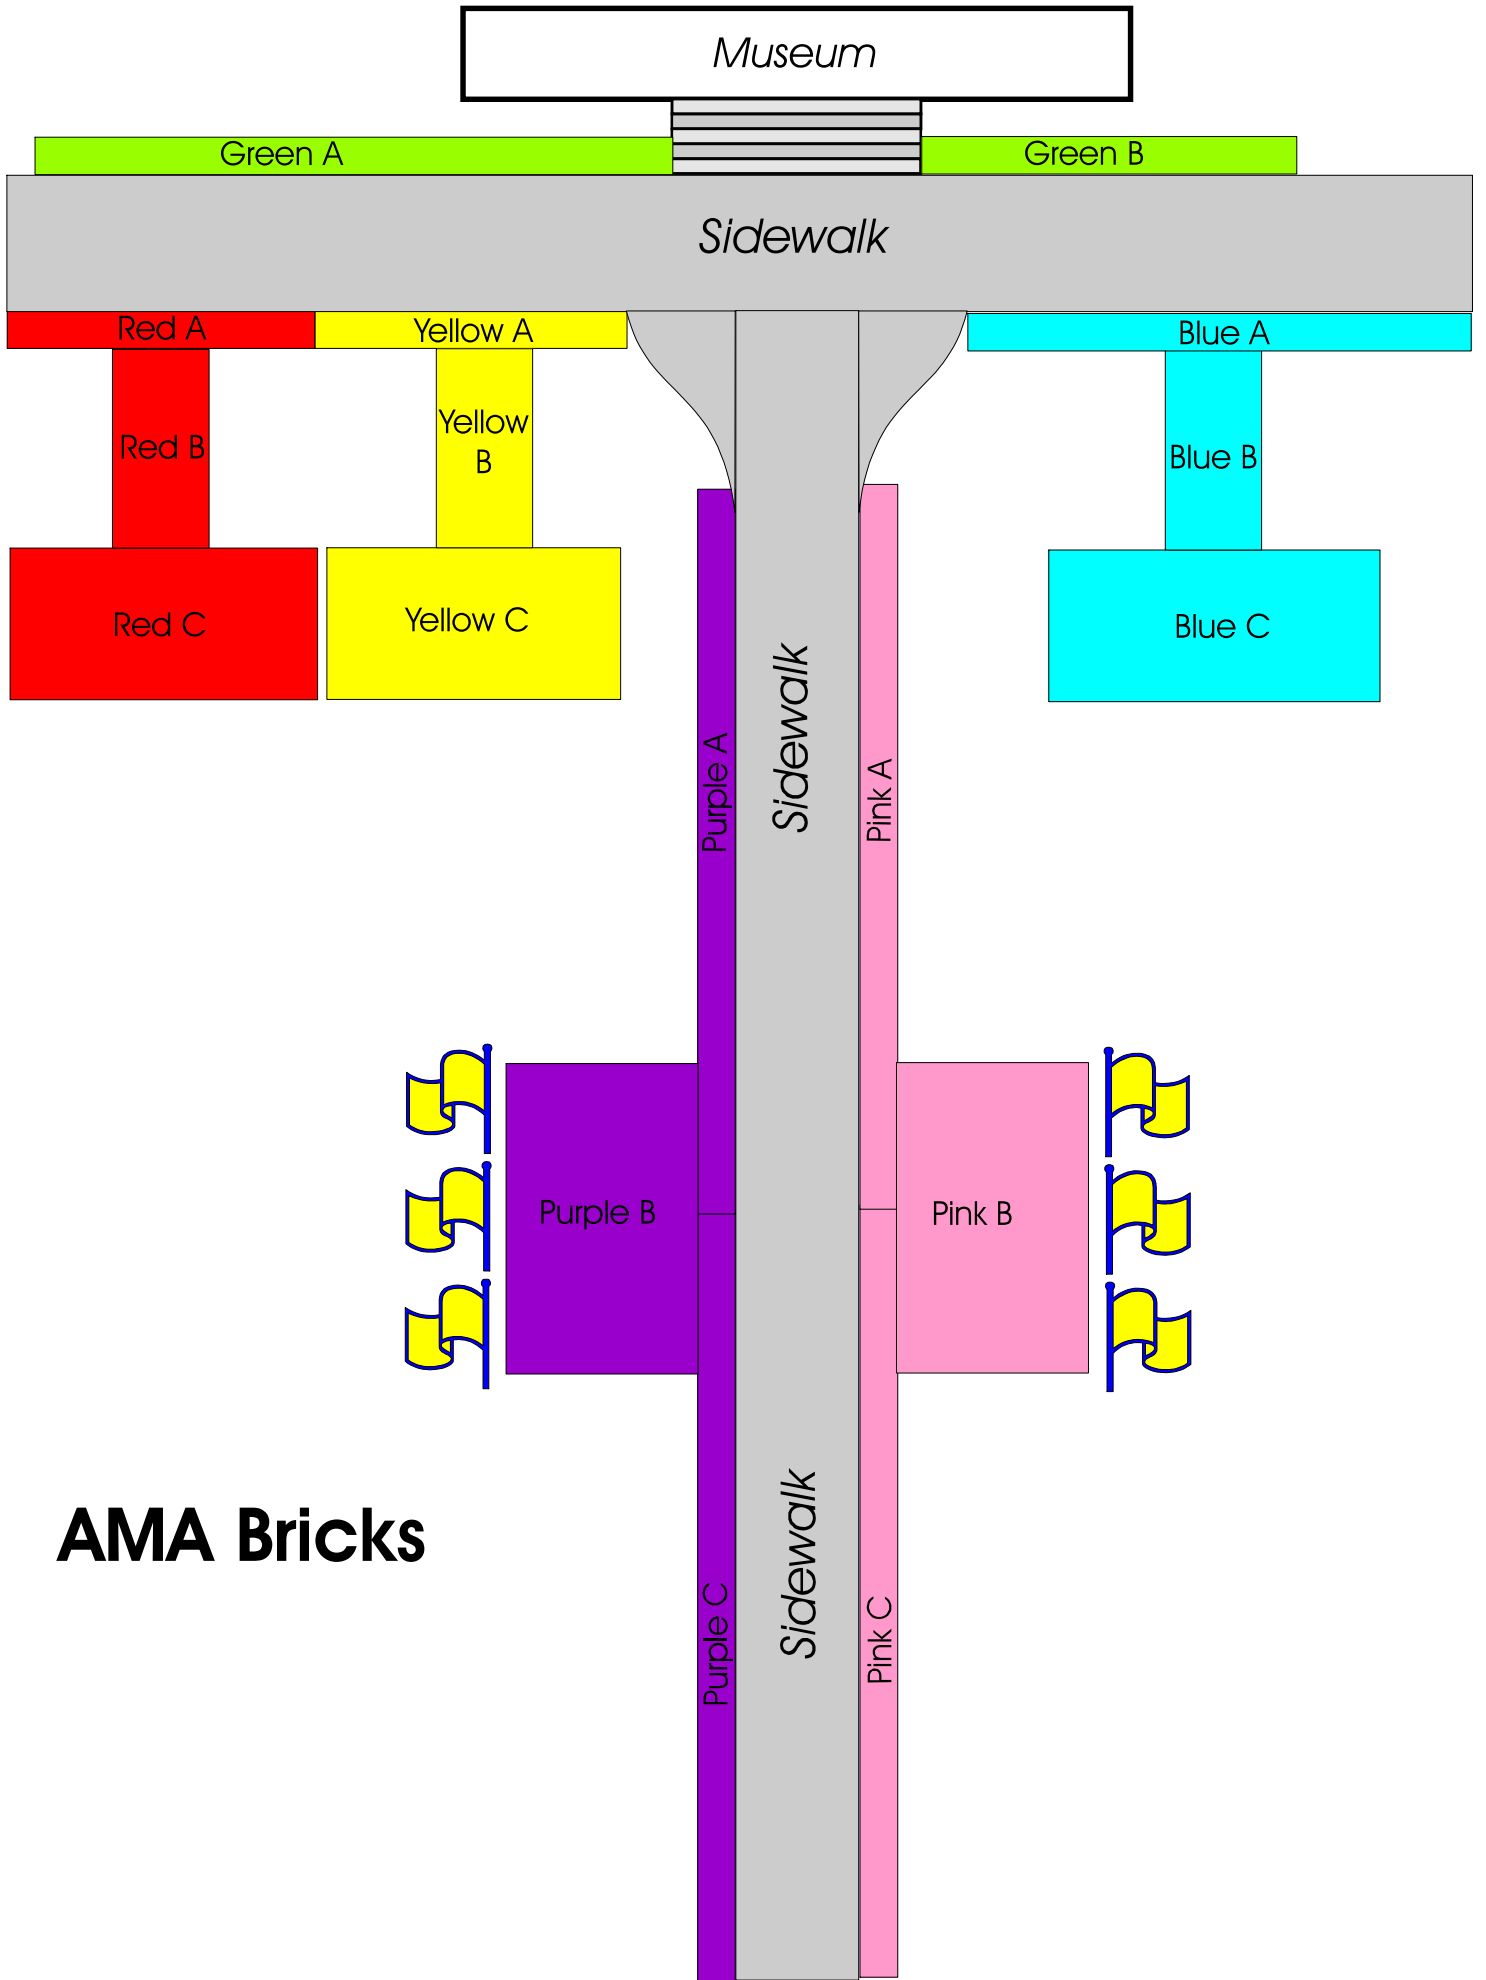 Museum
Green A
Green B
Sidewalk
Red A
Yellow A
Blue A
Red B
Yellow
B
Blue B
Red C
Yellow C
Blue C
Sidewalk
Purple A
Pink A
Purple B
Pink B
AMA Bricks
Sidewalk
Purple C
Pink C